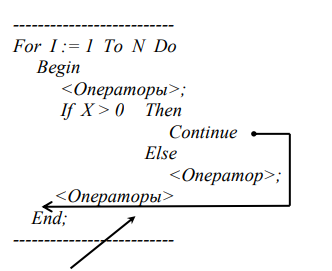 For I := 1 To N Do
Begin
<Операторы>;
If X > 0 Then
Continue
Else
<Оператор>;
<Операторы>
End;